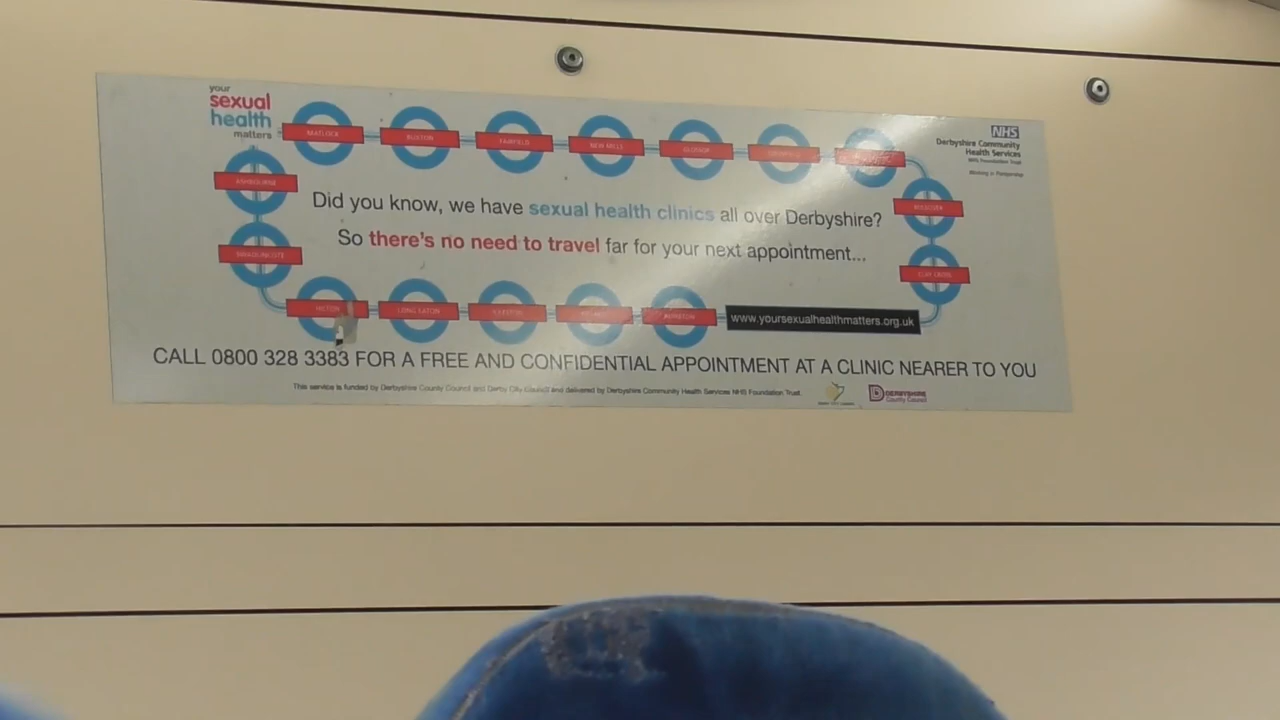 your
sexual
health
matters
NHS
Derbyshire Community
Health Services
NHS Foundation Trust
MATLOCK
BUXTON
FAIRFIELD
NEW MILLS
GLOSSOP
BOLSOVER
CLAY CROSS
ASHBOURNE
SWADLINCOTE
Did you know, we have sexual health clinics all over Derbyshire?
So there's no need to travel far for your next appointment...
HILTON
LONG EATON
ILKESTON
www.yoursexualhealthmatters.org.uk
CALL 0800 328 3383 FOR A FREE AND CONFIDENTIAL APPOINTMENT AT A CLINIC NEARER TO YOU
This service is funded by Derbyshire County Council and Derby City Council and delivered by Derbyshire Community Health Services NHS Foundation Trust.
DERBYSHIRE
County Council